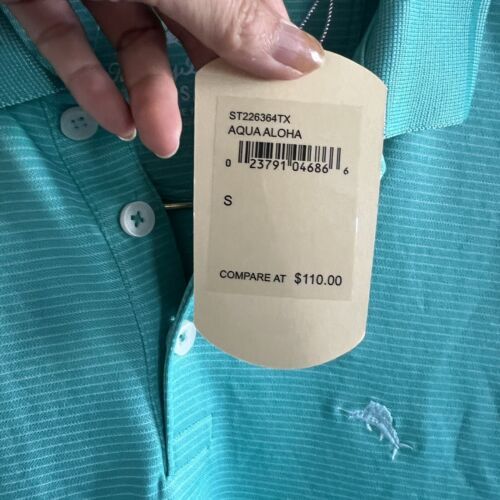 ST226364TX
AQUA ALOHA
0 23791 04686 6
S
COMPARE AT $110.00